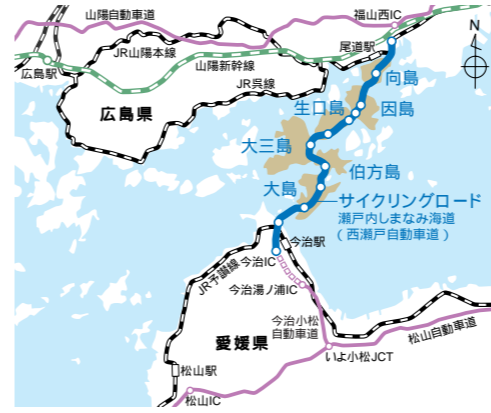 山陽自動車道
福山西IC
尾道駅
N
JR山陽本線
山陽新幹線
広島駅
JR呉線
向島
広島県
生口島
因島
大三島
伯方島
大島
サイクリングロード
瀬戸内しまなみ海道
(西瀬戸自動車道)
今治駅
今治IC
JR予讃線
今治湯ノ浦IC
今治小松
自動車道
松山自動車道
愛媛県
いよ小松JCT
松山駅
松山IC